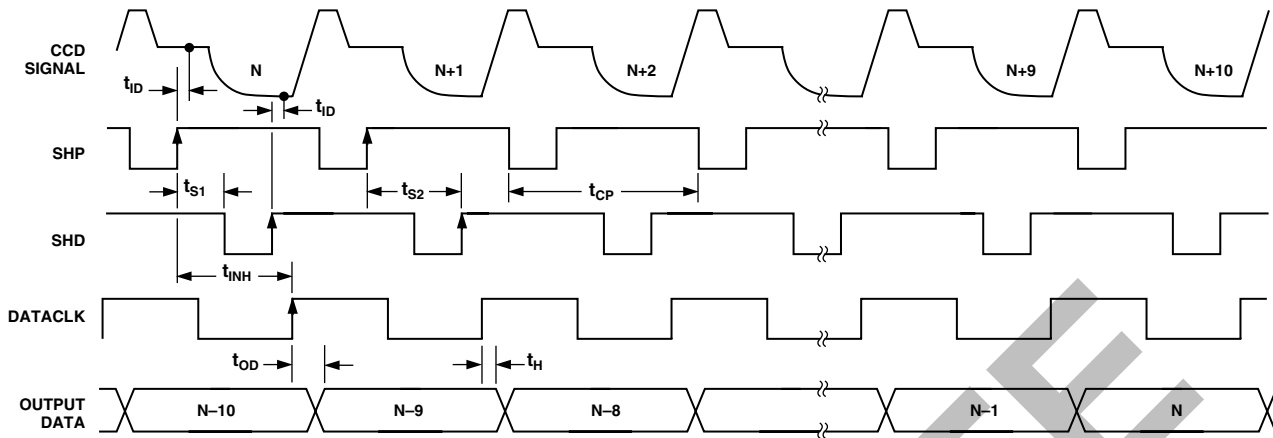 CCD
SIGNAL
N
N+1
N+2
N+9
N+10
tID
tID
SHP
tS1
tS2
tCP
SHD
tINH
DATACLK
tOD
tH
OUTPUT
DATA
N–10
N–9
N–8
N–1
N